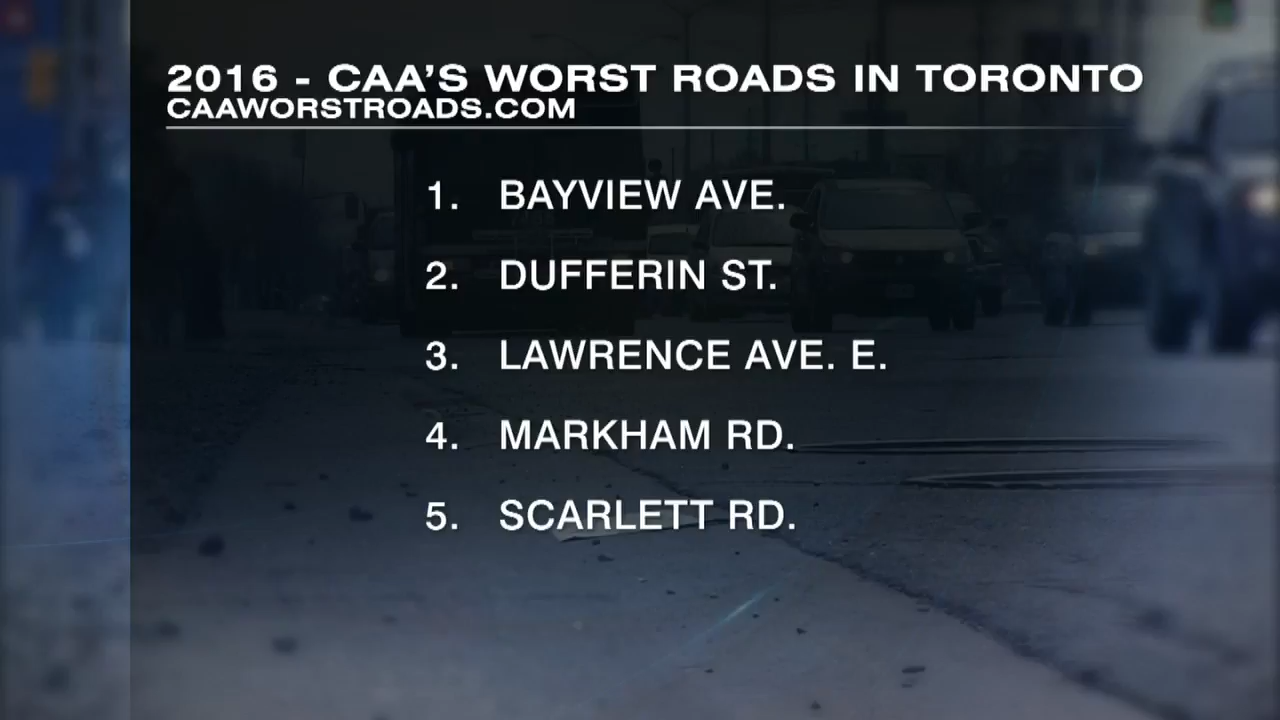 2016 - CAA'S WORST ROADS IN TORONTO
CAAWORSTROADS.COM
1. BAYVIEW AVE.
2. DUFFERIN ST.
3. LAWRENCE AVE. E.
4. MARKHAM RD.
5. SCARLETT RD.